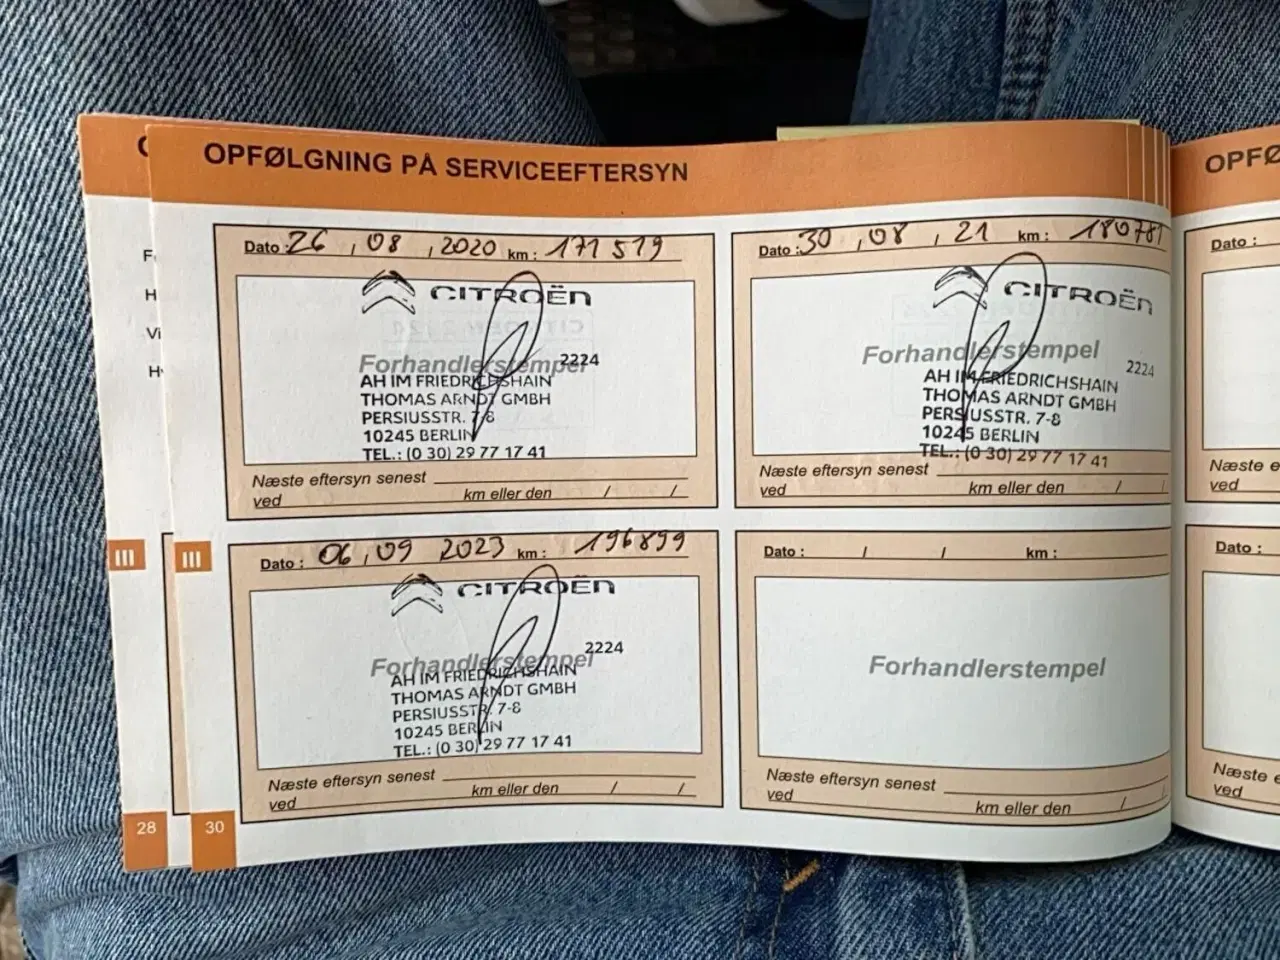 OPFØLGNING PÅ SERVICEEFTERSYN
OPFØ
Dato : 26 , 08 , 2020 km : 171 519
CITROËN
Forhandlerstempel
2224
AH IM FRIEDRICHSHAIN
THOMAS ARNDT GMBH
PERSIUSSTR. 7-8
10245 BERLIN
TEL.: (0 30) 29 77 17 41
Næste eftersyn senest
ved km eller den / /
Dato : 30 , 08 , 21 km : 180781
CITROËN
Forhandlerstempel
2224
AH IM FRIEDRICHSHAIN
THOMAS ARNDT GMBH
PERSIUSSTR. 7-8
10245 BERLIN
TEL.: (0 30) 29 77 17 41
Næste eftersyn senest
ved km eller den /
Dato : 06 , 09 2023 km : 196899
CITROËN
Forhandlerstempel
2224
AH IM FRIEDRICHSHAIN
THOMAS ARNDT GMBH
PERSIUSSTR. 7-8
10245 BERLIN
TEL.: (0 30) 29 77 17 41
Næste eftersyn senest
ved km eller den / /
Dato : / / km :
Forhandlerstempel
Næste eftersyn senest
ved km eller den /
Dato :
Næste e
ved
Dato :
Næste e
ved
III
III
28
30